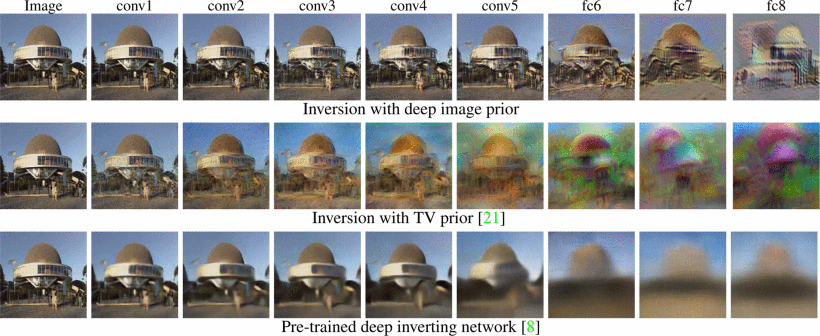 Image conv1 conv2 conv3 conv4 conv5 fc6 fc7 fc8
Inversion with deep image prior
Inversion with TV prior [21]
Pre-trained deep inverting network [8]